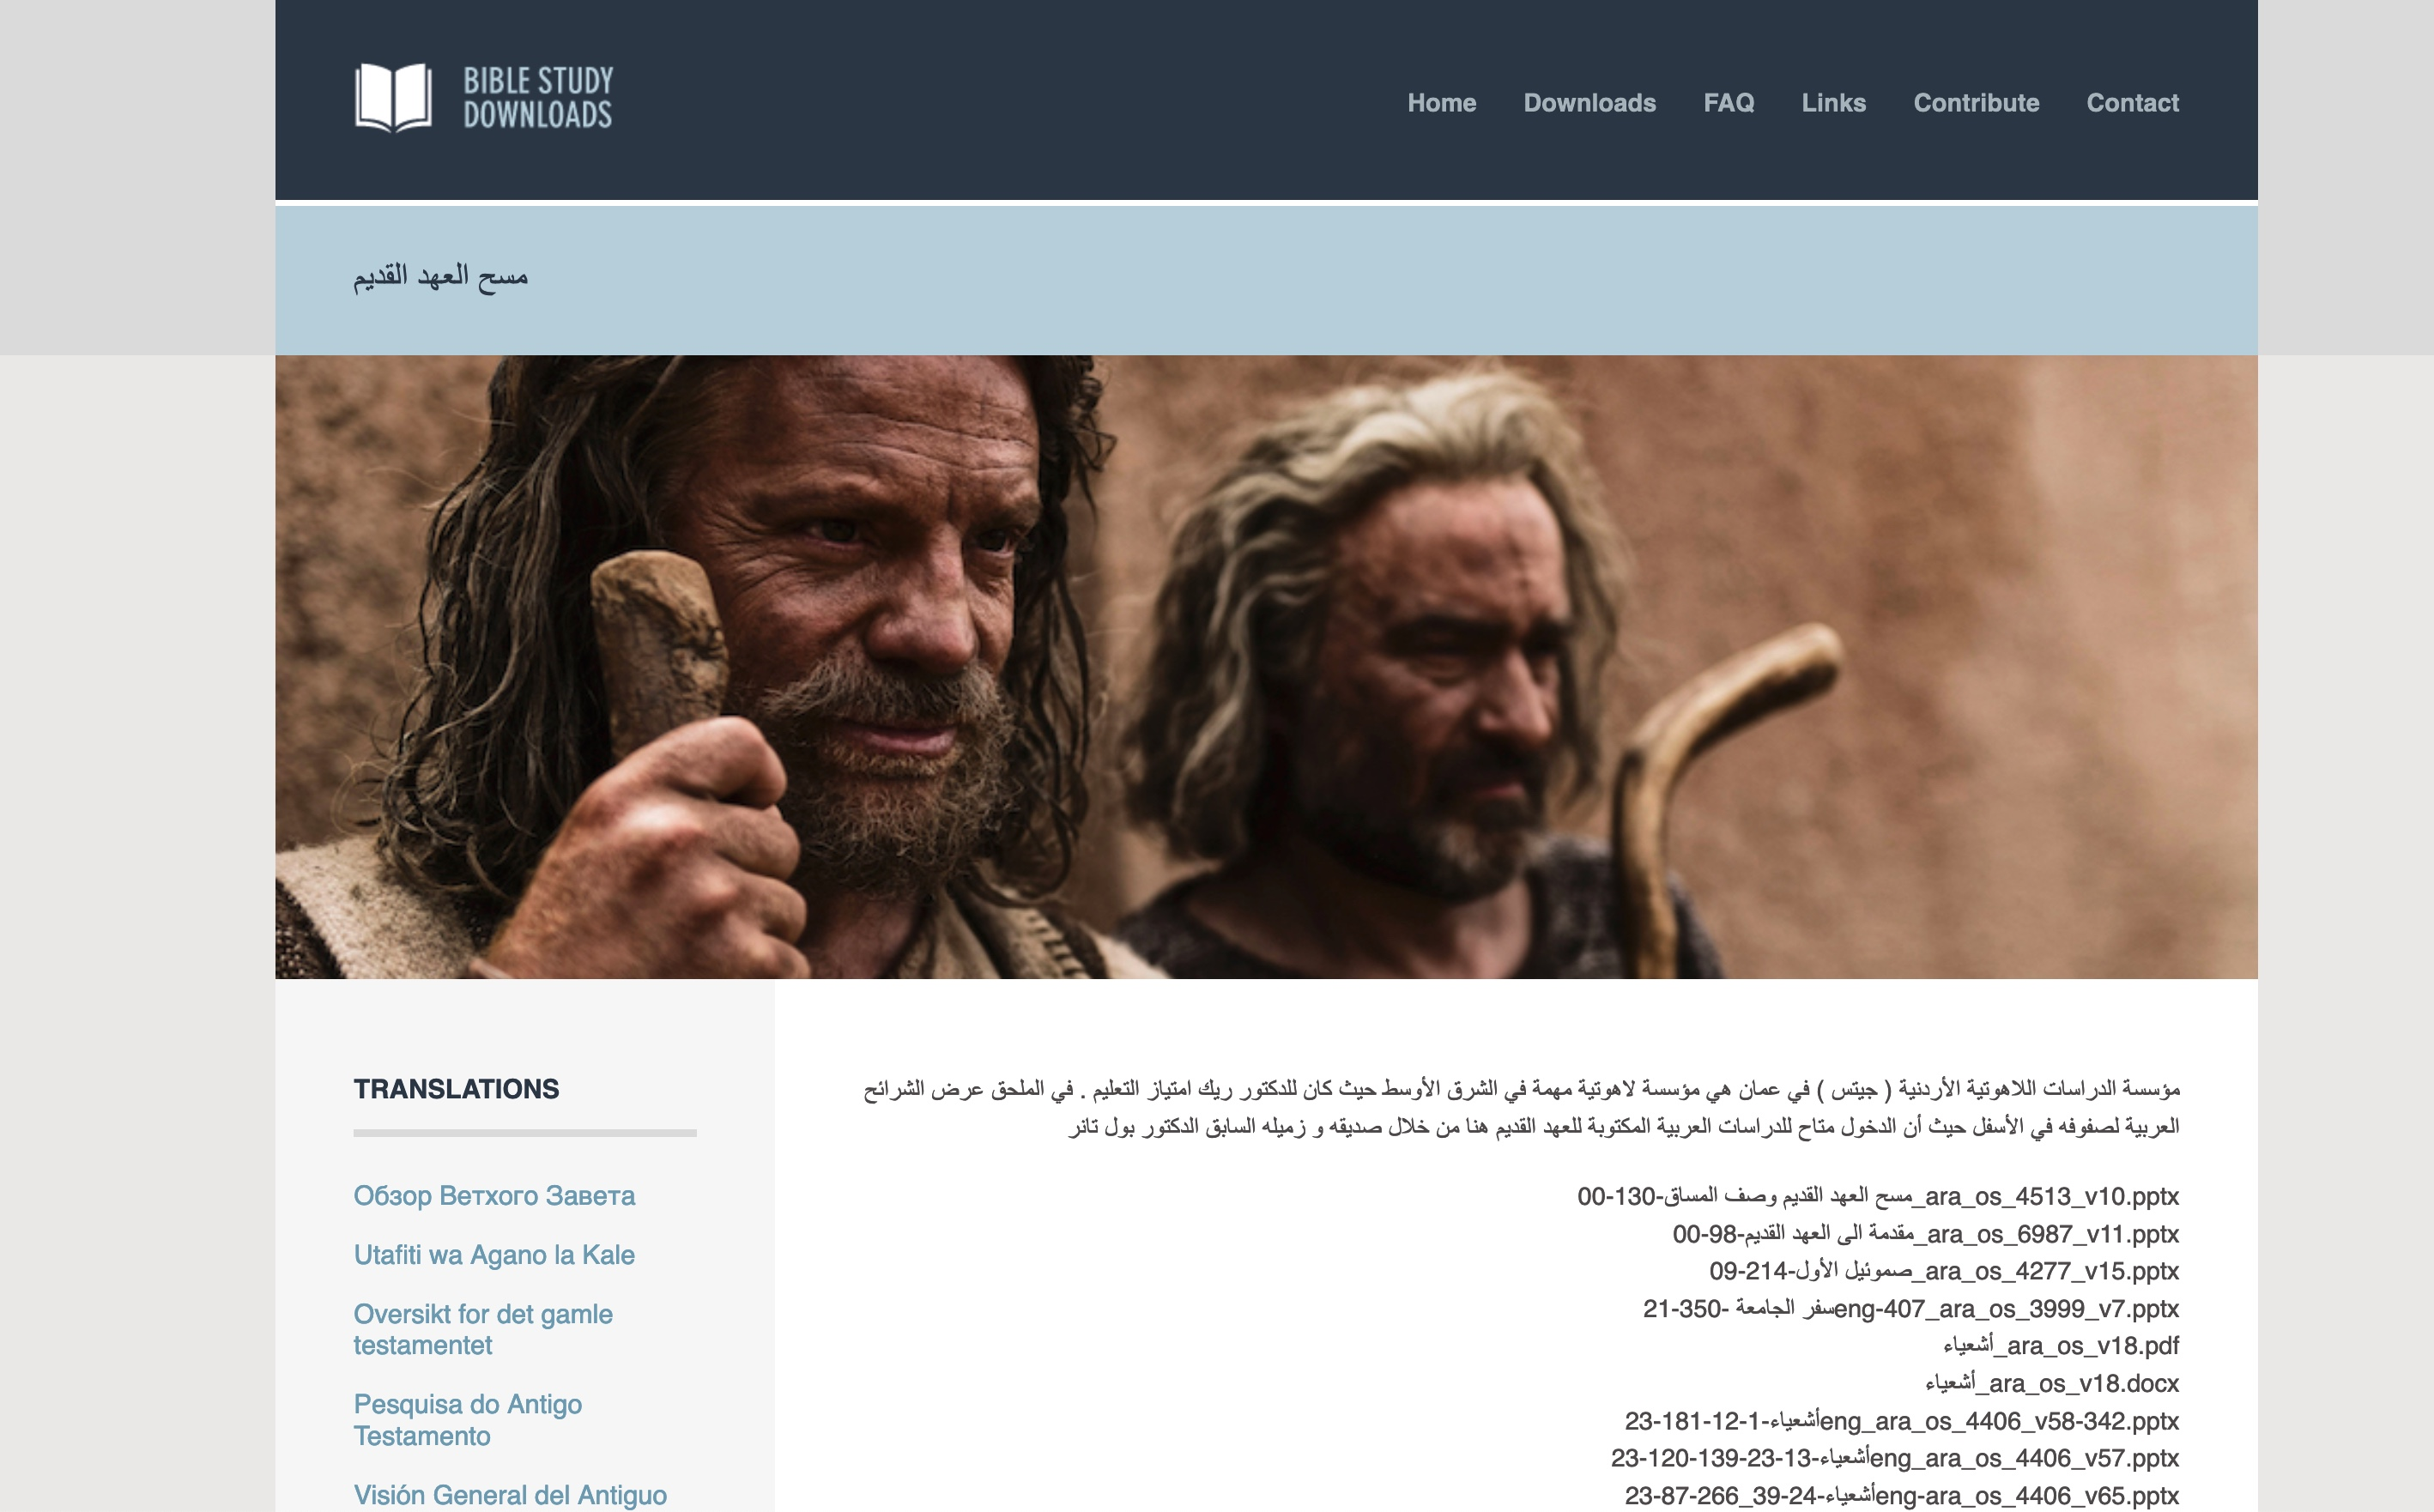 BIBLE STUDY
DOWNLOADS
Home Downloads FAQ Links Contribute Contact
مسح العهد القديم
TRANSLATIONS
Обзор Ветхого Завета
Utafiti wa Agano la Kale
Oversikt for det gamle
testamentet
Pesquisa do Antigo
Testamento
Visión General del Antiguo
مؤسسة الدراسات اللاهوتية الأردنية ( جيتس ) في عمان هي مؤسسة لاهوتية مهمة في الشرق الأوسط حيث كان للدكتور ريك امتياز التعليم . في الملحق عرض الشرائح
العربية لصفوفه في الأسفل حيث أن الدخول متاح للدراسات العربية المكتوبة للعهد القديم هنا من خلال صديقه و زميله السابق الدكتور بول تانر
00-130-مسح العهد القديم وصف المساق_ara_os_4513_v10.pptx
00-98-مقدمة الى العهد القديم_ara_os_6987_v11.pptx
09-214-صموئيل الأول_ara_os_4277_v15.pptx
21-350- سفر الجامعةeng-407_ara_os_3999_v7.pptx
أشعياء_ara_os_v18.pdf
أشعياء_ara_os_v18.docx
23-181-12-1-أشعياءeng_ara_os_4406_v58-342.pptx
23-120-139-23-13-أشعياءeng_ara_os_4406_v57.pptx
23-87-266_39-24-أشعياءeng-ara_os_4406_v65.pptx